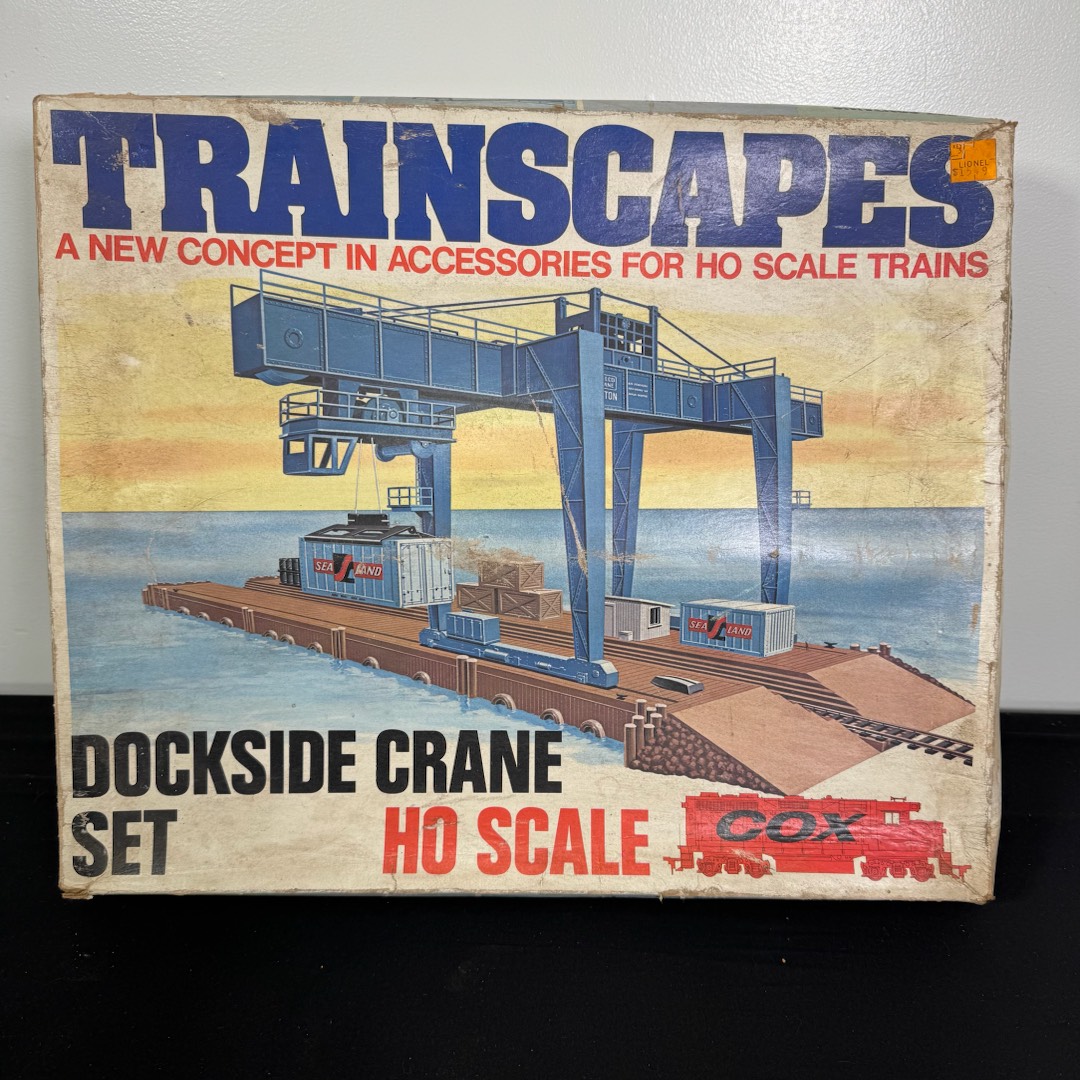 TRAINSCAPES
LIONEL
A NEW CONCEPT IN ACCESSORIES FOR HO SCALE TRAINS
TON
SEA LAND
SEA LAND
DOCKSIDE CRANE
SET
HO SCALE
COX